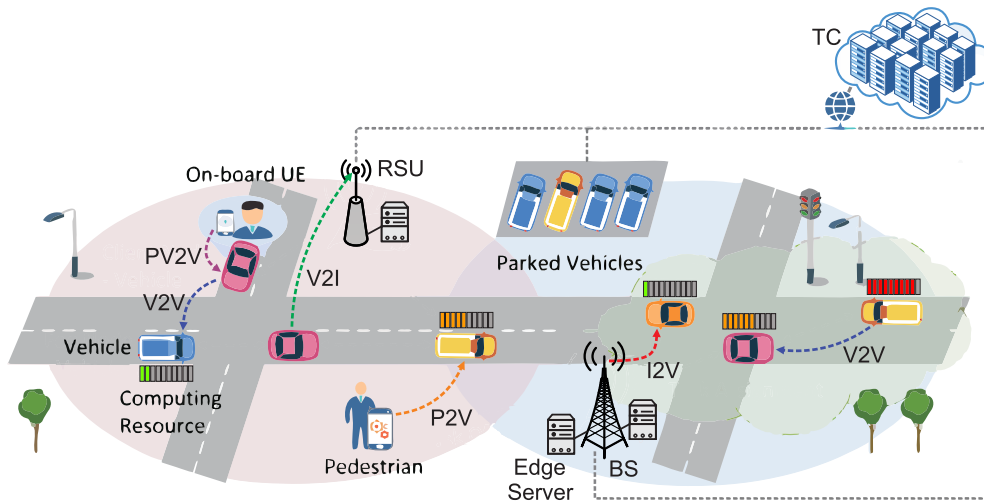 TC
On-board UE
RSU
PV2V
V2I
Parked Vehicles
V2V
Vehicle
Computing
Resource
P2V
I2V
V2V
Pedestrian
Edge
Server
BS